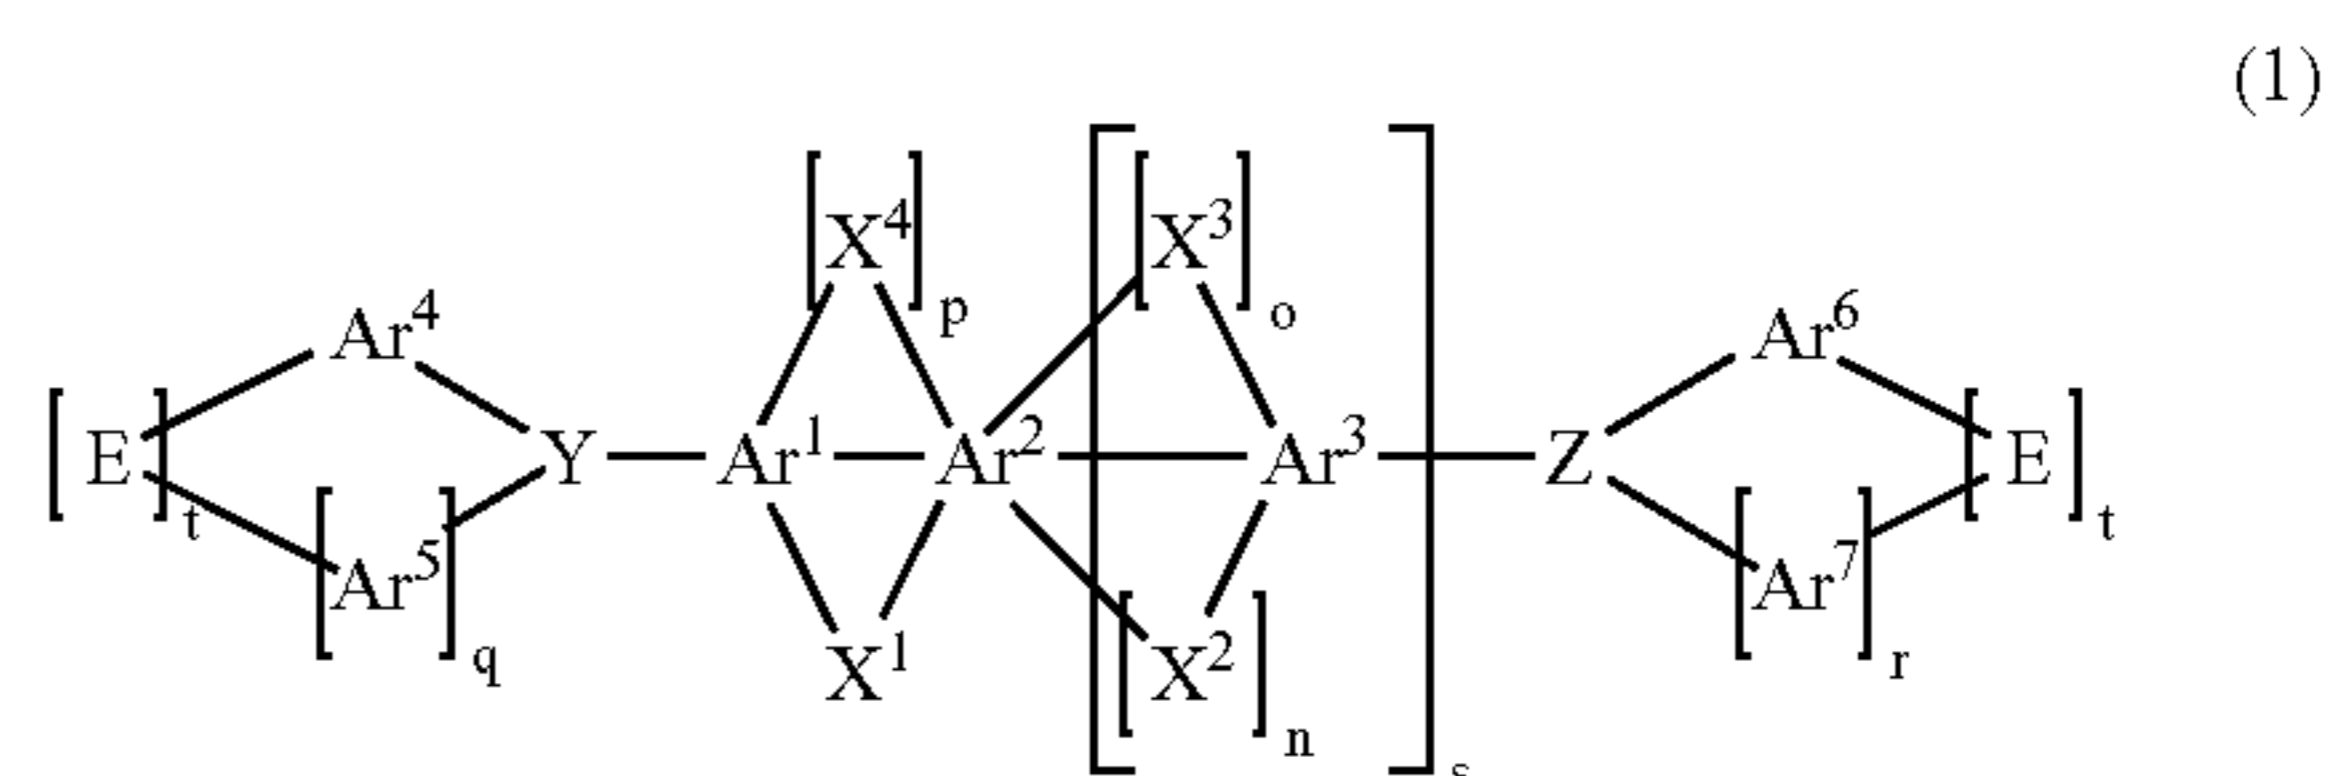 (1)
[X⁴]p [X³]o
Ar⁴ Ar⁶
[E]t Y—Ar¹—Ar²—Ar³—Z [E]t
[Ar⁵]q [Ar⁷]r
X¹ [X²]n
s